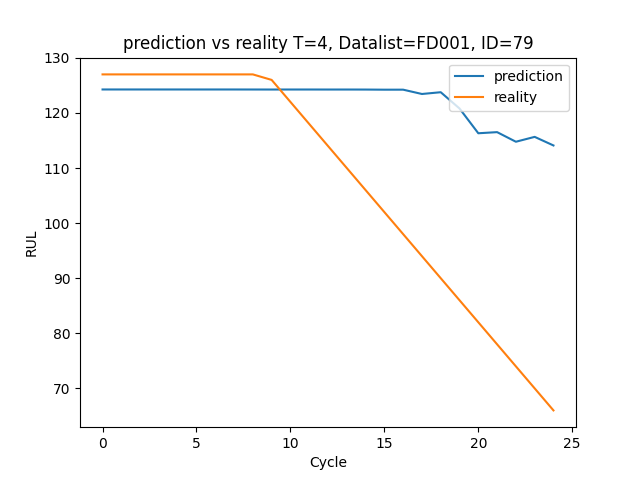 prediction vs reality T=4, Datalist=FD001, ID=79
prediction
reality
RUL
130
120
110
100
90
80
70
0 5 10 15 20 25
Cycle